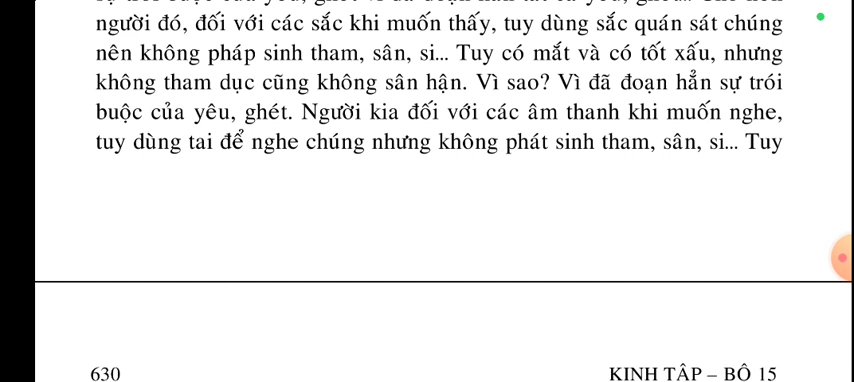 người đó, đối với các sắc khi muốn thấy, tuy dùng sắc quán sát chúng
nên không pháp sinh tham, sân, si... Tuy có mắt và có tốt xấu, nhưng
không tham dục cũng không sân hận. Vì sao? Vì đã đoạn hẳn sự trói
buộc của yêu, ghét. Người kia đối với các âm thanh khi muốn nghe,
tuy dùng tai để nghe chúng nhưng không phát sinh tham, sân, si... Tuy
630
KINH TẬP – BỘ 15